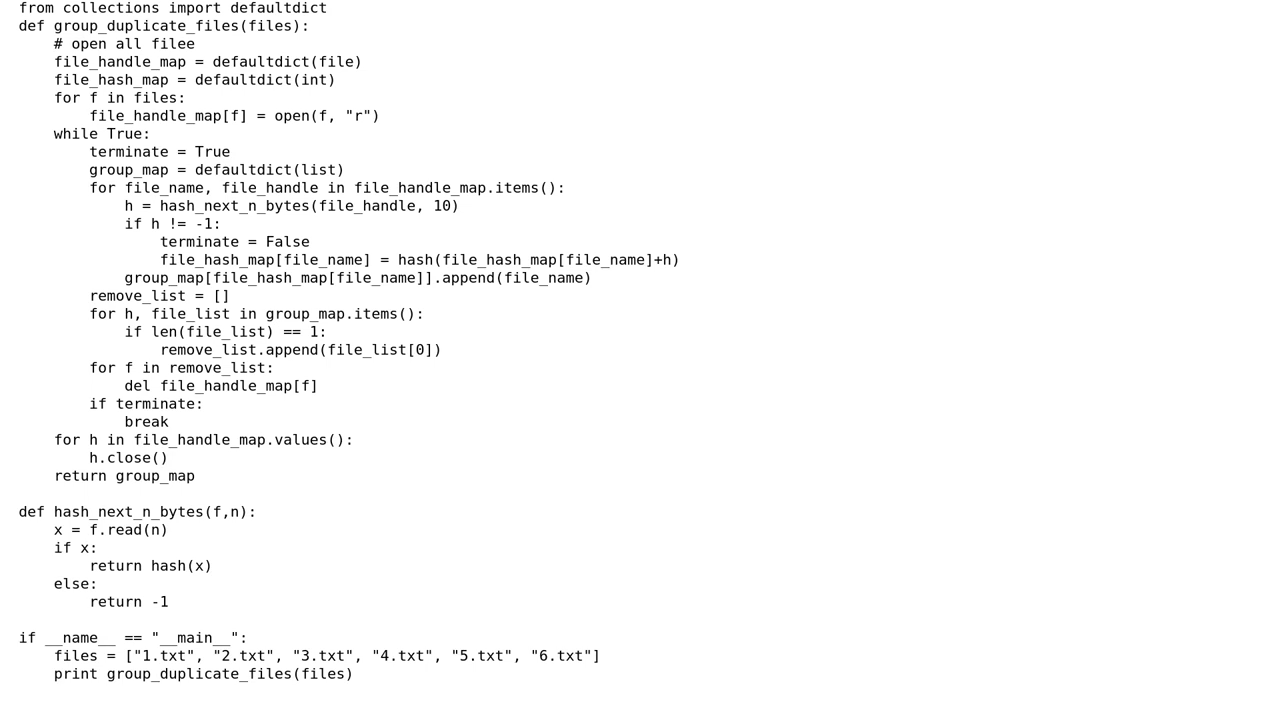 from collections import defaultdict
def group_duplicate_files(files):
    # open all filee
    file_handle_map = defaultdict(file)
    file_hash_map = defaultdict(int)
    for f in files:
        file_handle_map[f] = open(f, "r")
    while True:
        terminate = True
        group_map = defaultdict(list)
        for file_name, file_handle in file_handle_map.items():
            h = hash_next_n_bytes(file_handle, 10)
            if h != -1:
                terminate = False
                file_hash_map[file_name] = hash(file_hash_map[file_name]+h)
            group_map[file_hash_map[file_name]].append(file_name)
        remove_list = []
        for h, file_list in group_map.items():
            if len(file_list) == 1:
                remove_list.append(file_list[0])
        for f in remove_list:
            del file_handle_map[f]
        if terminate:
            break
    for h in file_handle_map.values():
        h.close()
    return group_map

def hash_next_n_bytes(f,n):
    x = f.read(n)
    if x:
        return hash(x)
    else:
        return -1

if __name__ == "__main__":
    files = ["1.txt", "2.txt", "3.txt", "4.txt", "5.txt", "6.txt"]
    print group_duplicate_files(files)